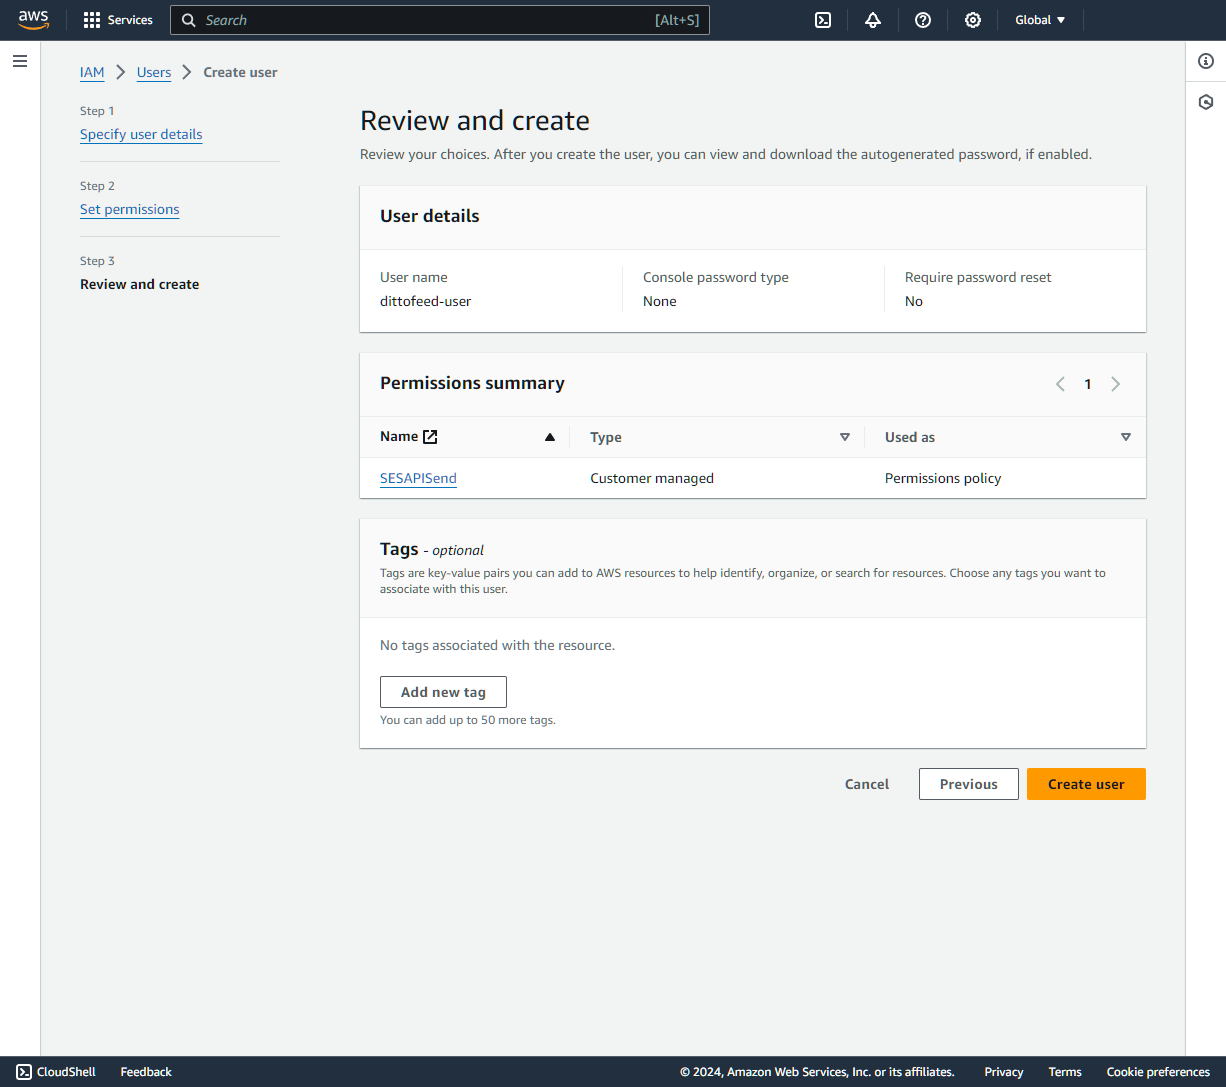 aws
Services
Search
[Alt+S]
Global
IAM
Users
Create user
Step 1
Specify user details
Step 2
Set permissions
Step 3
Review and create
Review and create
Review your choices. After you create the user, you can view and download the autogenerated password, if enabled.
User details
User name
dittofeed-user
Console password type
None
Require password reset
No
Permissions summary
1
Name
Type
Used as
SESAPISend
Customer managed
Permissions policy
Tags - optional
Tags are key-value pairs you can add to AWS resources to help identify, organize, or search for resources. Choose any tags you want to
associate with this user.
No tags associated with the resource.
Add new tag
You can add up to 50 more tags.
Cancel
Previous
Create user
CloudShell
Feedback
© 2024, Amazon Web Services, Inc. or its affiliates.
Privacy
Terms
Cookie preferences